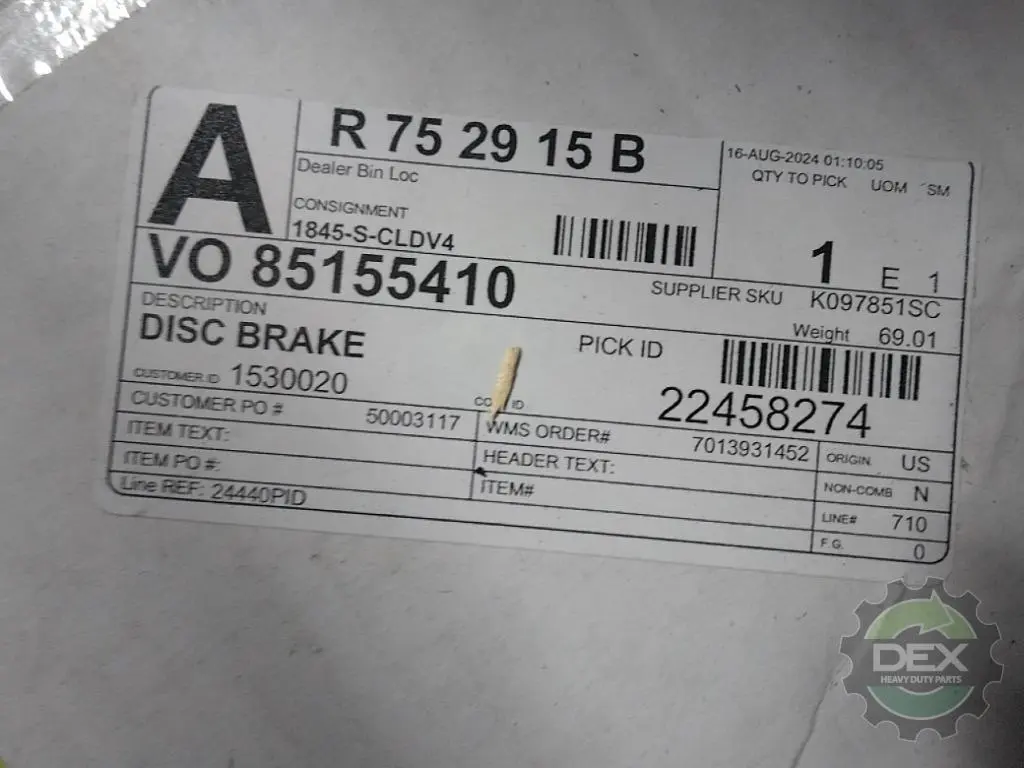 A
R 75 29 15 B
Dealer Bin Loc
CONSIGNMENT
1845-S-CLDV4
16-AUG-2024 01:10:05
QTY TO PICK UOM SM
1 E 1
VO 85155410
SUPPLIER SKU K097851SC
DESCRIPTION
DISC BRAKE
Weight 69.01
PICK ID
22458274
CUSTOMER ID 1530020
ID
CUSTOMER PO # 50003117
WMS ORDER# 7013931452
ORIGIN US
ITEM TEXT:
HEADER TEXT:
NON-COMB N
ITEM PO #:
ITEM#
LINE# 710
Line REF: 24440PID
F.G. 0
DEX
HEAVY DUTY PARTS